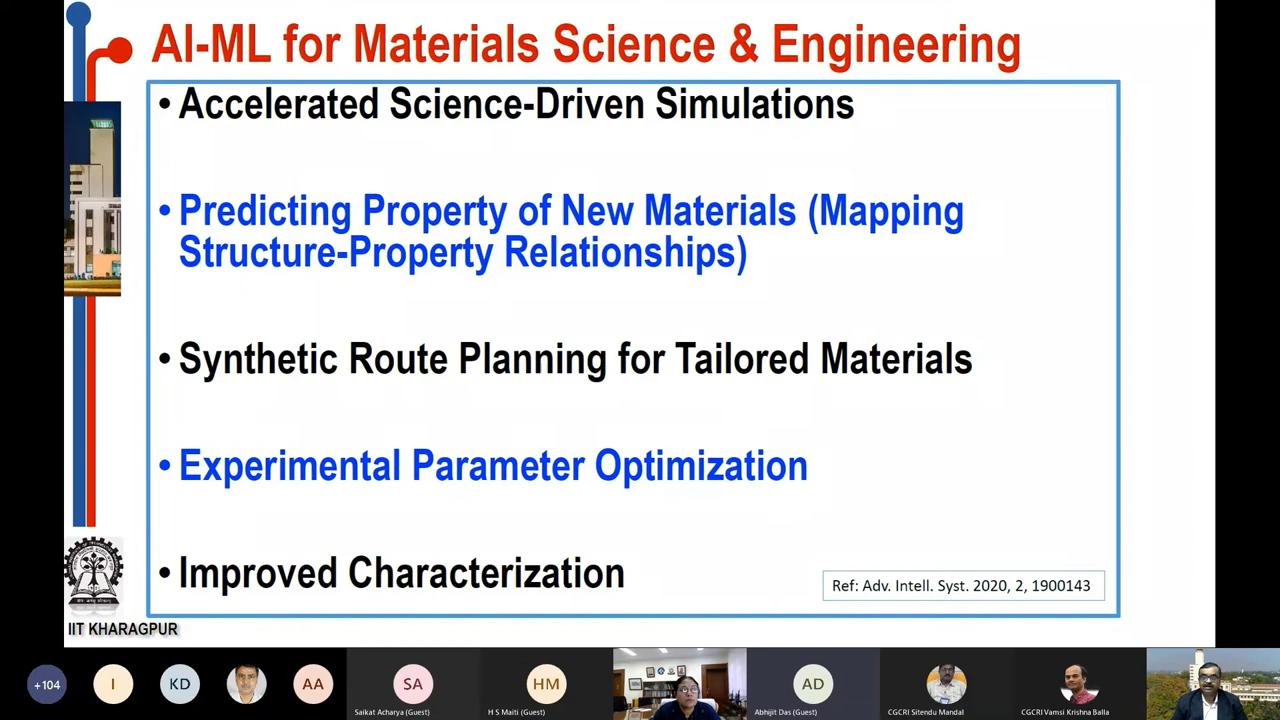 AI-ML for Materials Science & Engineering
• Accelerated Science-Driven Simulations
• Predicting Property of New Materials (Mapping
Structure-Property Relationships)
• Synthetic Route Planning for Tailored Materials
• Experimental Parameter Optimization
• Improved Characterization
Ref: Adv. Intell. Syst. 2020, 2, 1900143
IIT KHARAGPUR
+104
I
KD
AA
SA
HM
AD
Saikat Acharya (Guest)
H S Maiti (Guest)
Abhijit Das (Guest)
CGCRI Sitendu Mandal
CGCRI Vamsi Krishna Balla